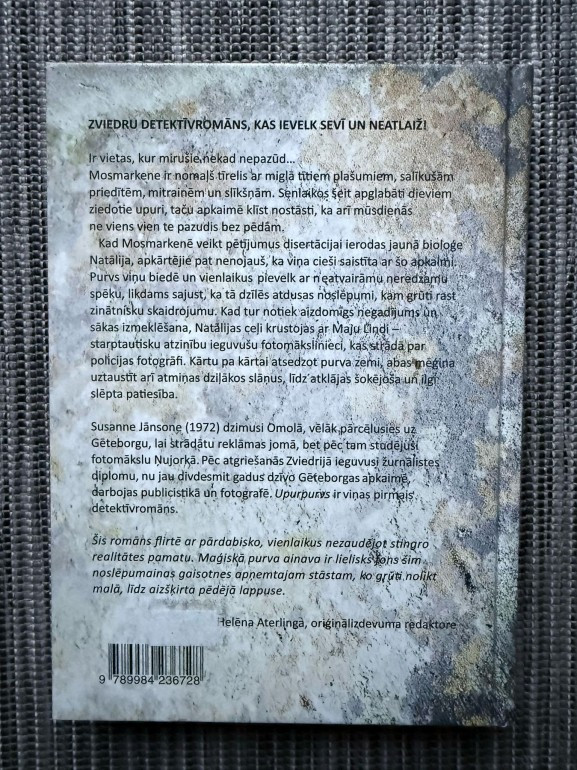 ZVIEDRU DETEKTĪVROMĀNS, KAS IEVELK SEVĪ UN NEATLAIŽ!
Ir vietas, kur mirušie nekad nepazūd...
Mosmarkene ir nomaļš tīrelis ar miglā tītiem plašumiem, salīkušām
priedītēm, mitrainēm un slīkšņām. Senlaikos šeit apglabāti dieviem
ziedotie upuri, taču apkaimē klīst nostāsti, ka arī mūsdienās
ne viens vien te pazudis bez pēdām.
Kad Mosmarkenē veikt pētījumus disertācijai ierodas jaunā bioloģe
Natālija, apkārtējie pat nenojauš, ka viņa cieši saistīta ar šo apkaimi.
Purvs viņu biedē un vienlaikus pievelk ar neatvairāmu neredzamu
spēku, likdams sajust, ka tā dzīlēs atdusas noslēpumi, kam grūti rast
zinātnisku skaidrojumu. Kad tur notiek aizdomīgs negadījums un
sākas izmeklēšana, Natālijas ceļi krustojas ar Maju Lindi –
starptautisku atzinību ieguvušu fotomākslinieci, kas strādā par
policijas fotogrāfi. Kārtu pa kārtai atsedzot purva zemi, abas mēģina
uztaustīt arī atmiņas dziļākos slāņus, līdz atklājas šokējoša un ilgi
slēpta patiesība.
Susanne Jānsone (1972) dzimusi Omolā, vēlāk pārcēlusies uz
Gēteborgu, lai strādātu reklāmas jomā, bet pēc tam studējusi
fotomākslu Ņujorkā. Pēc atgriešanās Zviedrijā ieguvusi žurnālistes
diplomu, nu jau divdesmit gadus dzīvo Gēteborgas apkaimē,
darbojas publicistikā un fotografē. Upurpurvs ir viņas pirmais
detektīvromāns.
Šis romāns flirtē ar pārdabisko, vienlaikus nezaudējot stingro
realitātes pamatu. Maģiskā purva ainava ir lielisks fons šim
noslēpumainas gaisotnes apņemtajam stāstam, ko grūti nolikt
malā, līdz aizšķirta pēdējā lappuse.
Helēna Aterlinga, oriģinālizdevuma redaktore
9 789984 236728